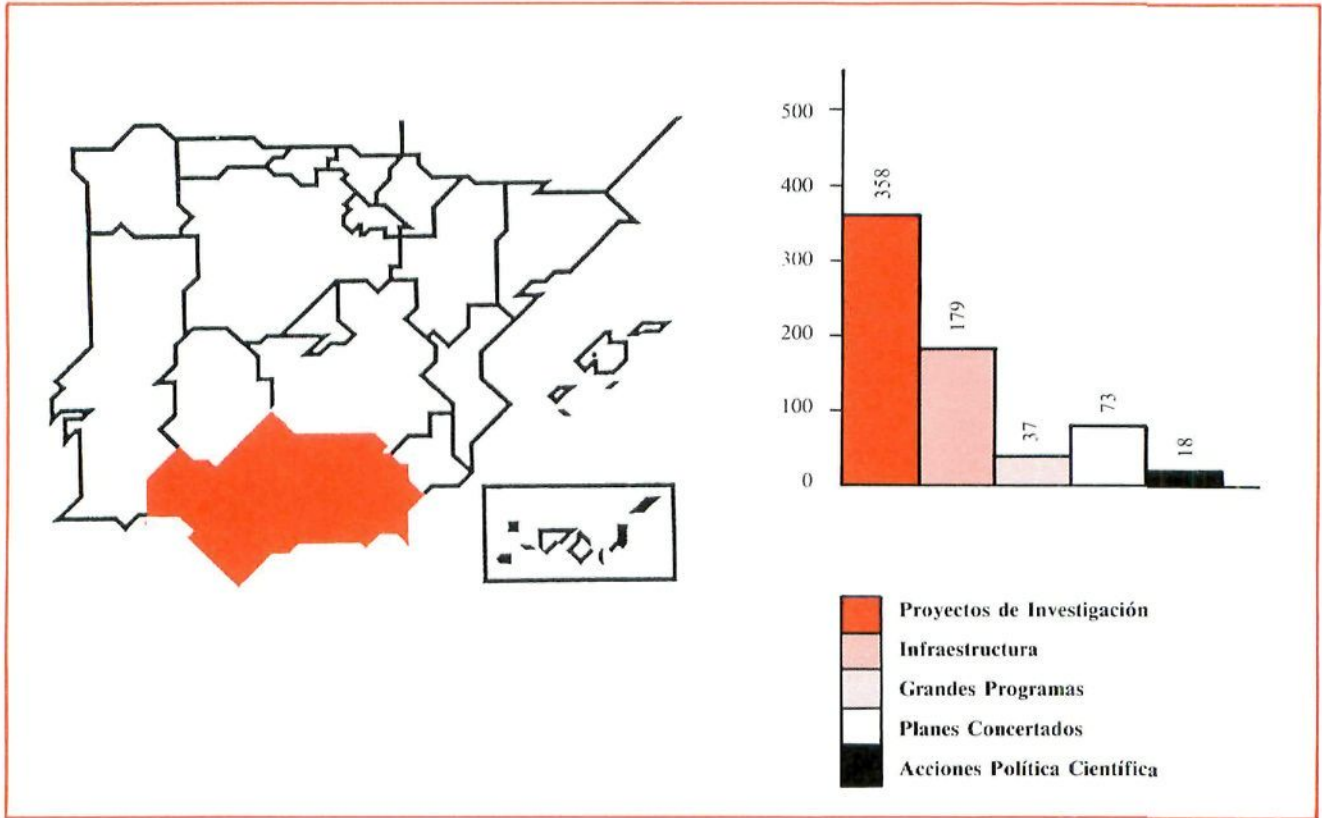 500
400
300
200
100
0
358
179
37
73
18
Proyectos de Investigación
Infraestructura
Grandes Programas
Planes Concertados
Acciones Política Científica